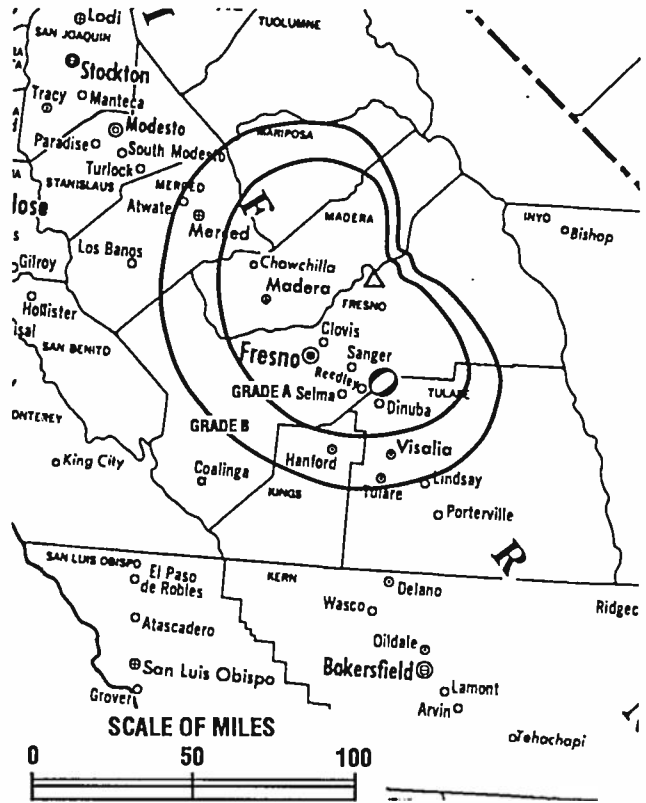 Lodi
TUOLUMNE
SAN JOAQUIN
Stockton
Tracy
Manteca
Modesto
MARIPOSA
Paradise
South Modesto
Turlock
STANISLAUS
MERCED
Atwate
Merced
MADERA
INYO
Bishop
Los Banos
Gilroy
Chowchilla
Madera
FRESNO
Hollister
SAN BENITO
Clovis
Fresno
Sanger
Reedley
GRADE A
Selma
TULARE
Dinuba
GRADE B
Visalia
Hanford
King City
Coalinga
KINGS
Tulare
Lindsay
Porterville
R
SAN LUIS OBISPO
El Paso
de Robles
KERN
Delano
Wasco
Ridgec
Atascadero
Oildale
San Luis Obispo
Bakersfield
Grover
Lamont
Arvin
Tehachapi
SCALE OF MILES
0 50 100